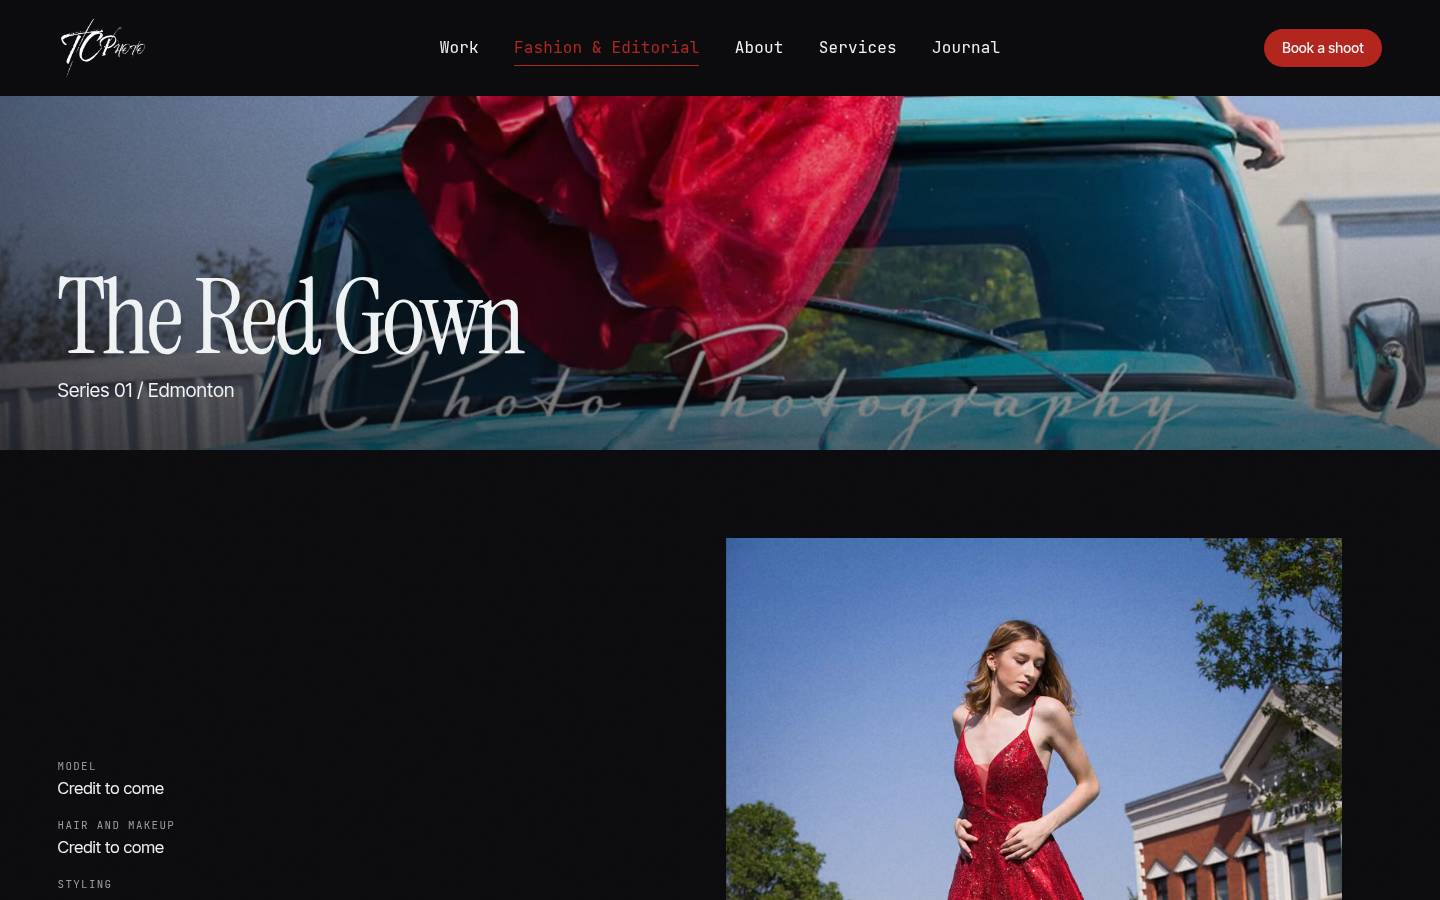 TCPHOTO
Work
Fashion & Editorial
About
Services
Journal
Book a shoot
The Red Gown
Series 01 / Edmonton
Photo Photography
MODEL
Credit to come
HAIR AND MAKEUP
Credit to come
STYLING